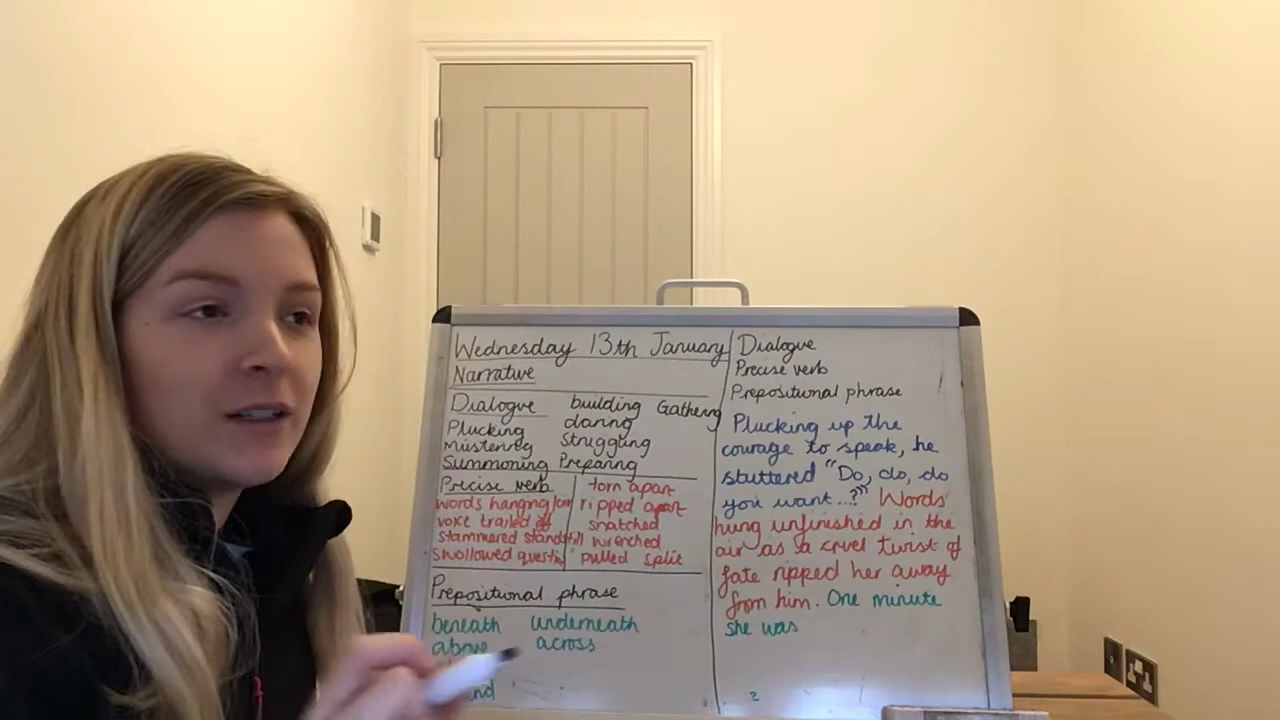 Wednesday 13th January
Narrative
Dialogue building Gathering
Plucking daring
Mustering Struggling
Summoning Preparing
Precise verb torn apart
words hanging ripped apart
voice trailed off snatched
stammered standstill wrenched
swallowed question pulled split
Prepositional phrase
beneath underneath
above across
Dialogue
Precise verb
Prepositional phrase
Plucking up the
courage to speak, he
stuttered "Do, do, do
you want...?" Words
hung unfinished in the
air as a cruel twist of
fate ripped her away
from him. One minute
she was